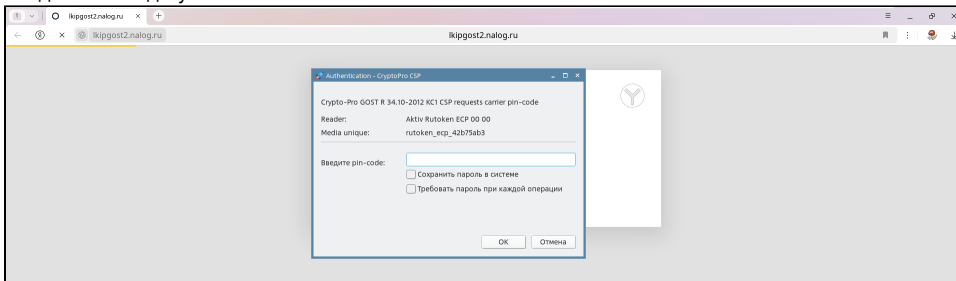 1
lkipgost2.nalog.ru
lkipgost2.nalog.ru
lkipgost2.nalog.ru
Authentication - CryptoPro CSP
Crypto-Pro GOST R 34.10-2012 KC1 CSP requests carrier pin-code
Reader: Aktiv Rutoken ECP 00 00
Media unique: rutoken_ecp_42b75ab3
Введите pin-code:
Сохранить пароль в системе
Требовать пароль при каждой операции
OK Отмена